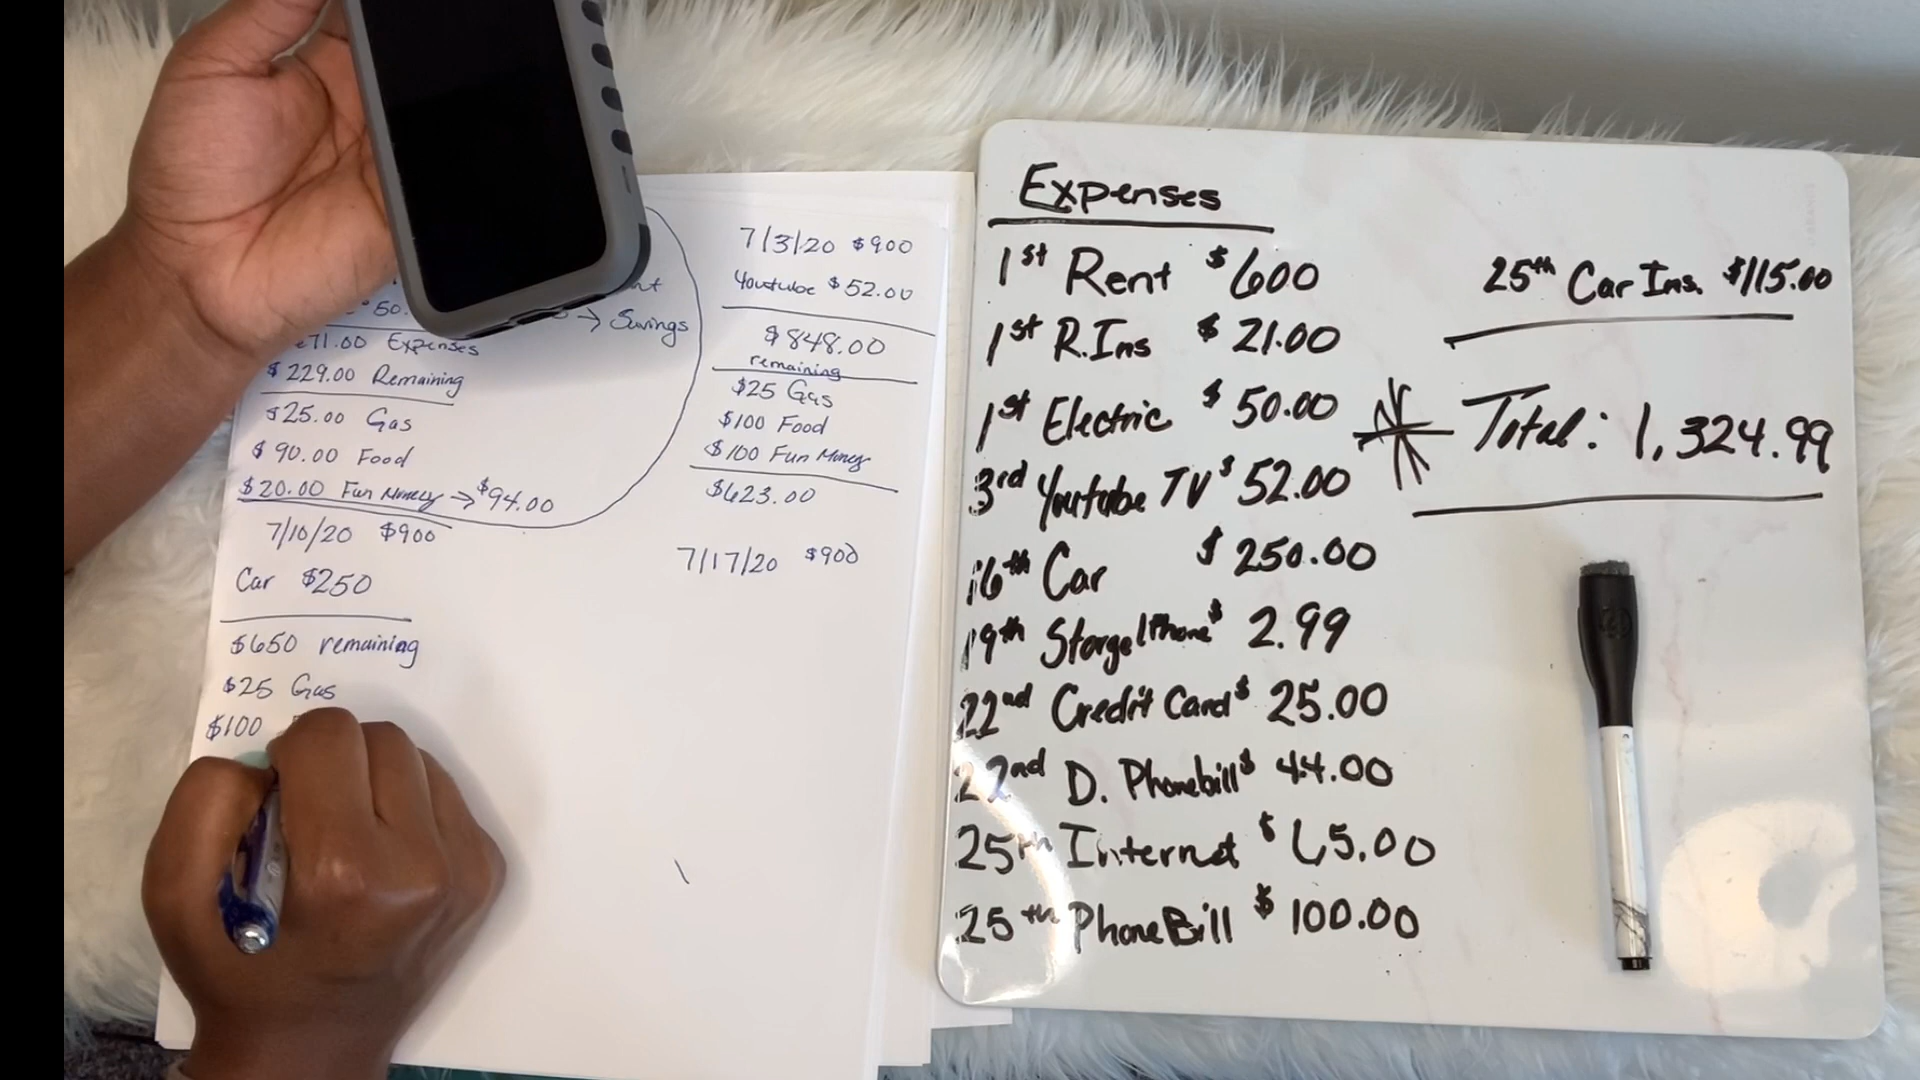 50.
71.00 Expenses
$229.00 Remaining
$25.00 Gas
$90.00 Food
$20.00 Fun Money → $94.00
→ Savings
7/10/20 $900
Car $250
$650 remaining
$25 Gas
$100
7/3/20 $900
Youtube $52.00
$848.00
remaining
$25 Gas
$100 Food
$100 Fun Money
$623.00
7/17/20 $900
Expenses
1st Rent $600
1st R.Ins $21.00
1st Electric $50.00
3rd Youtube TV $52.00
16th Car $250.00
19th Storge IPhone $2.99
22nd Credit Card $25.00
22nd D. Phonebill $44.00
25th Internet $65.00
25th Phone Bill $100.00
25th Car Ins. $115.00
Total: 1,324.99